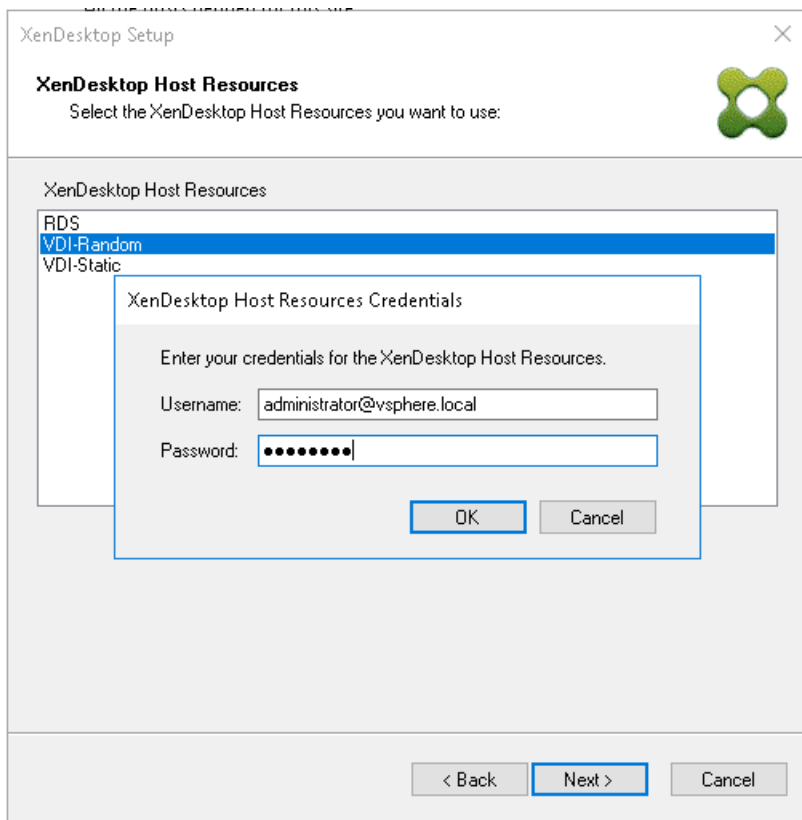 XenDesktop Setup
XenDesktop Host Resources
Select the XenDesktop Host Resources you want to use:
XenDesktop Host Resources
RDS
VDI-Random
VDI-Static
XenDesktop Host Resources Credentials
Enter your credentials for the XenDesktop Host Resources.
Username: administrator@vsphere.local
Password: ●●●●●●●●
OK Cancel
< Back Next > Cancel